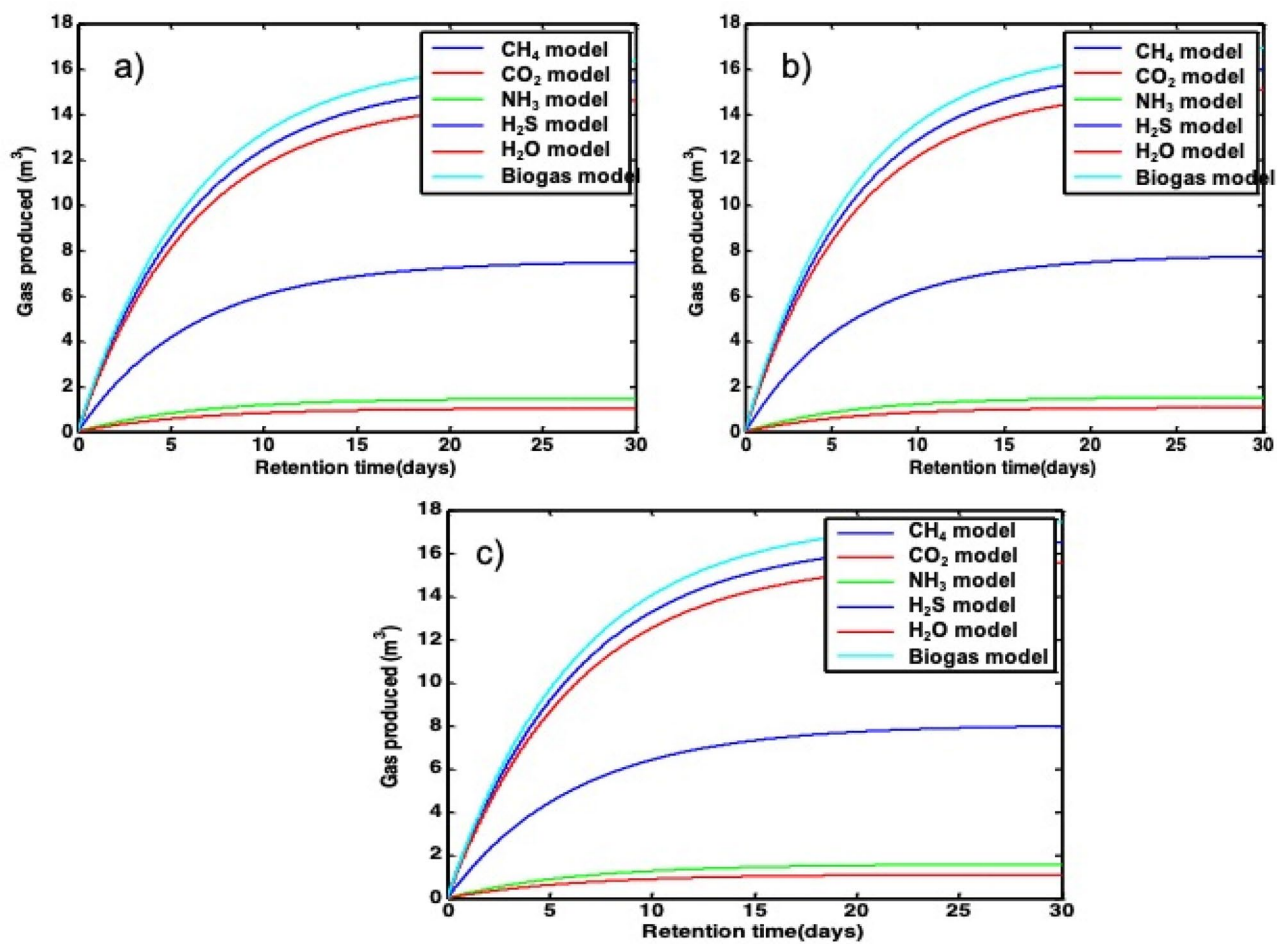 a)
18
16
14
12
10
8
6
4
2
0
Gas produced (m³)
CH₄ model
CO₂ model
NH₃ model
H₂S model
H₂O model
Biogas model
0 5 10 15 20 25 30
Retention time(days)
b)
18
16
14
12
10
8
6
4
2
0
Gas produced (m³)
CH₄ model
CO₂ model
NH₃ model
H₂S model
H₂O model
Biogas model
0 5 10 15 20 25 30
Retention time(days)
c)
18
16
14
12
10
8
6
4
2
0
Gas produced (m³)
CH₄ model
CO₂ model
NH₃ model
H₂S model
H₂O model
Biogas model
0 5 10 15 20 25 30
Retention time(days)